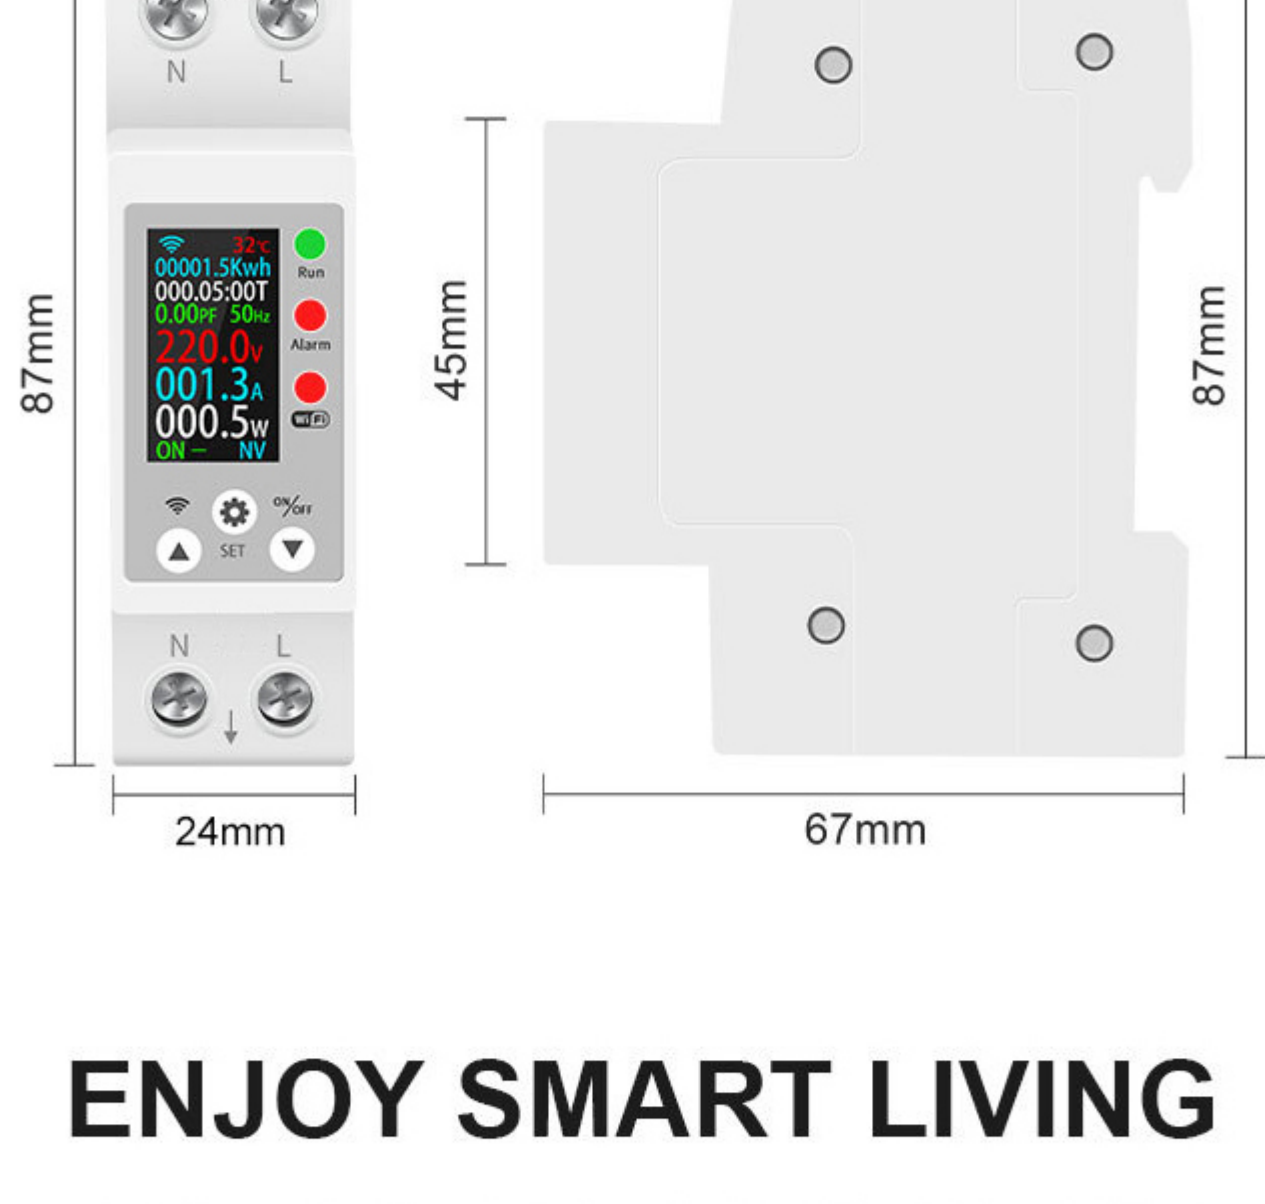 N L
32°C
00001.5Kwh
000.05:00T
0.00PF 50Hz
220.0V
001.3A
000.5W
ON – NV
Run
Alarm
WiFi
ON/OFF
SET
N L
87mm
24mm
45mm
87mm
67mm
ENJOY SMART LIVING